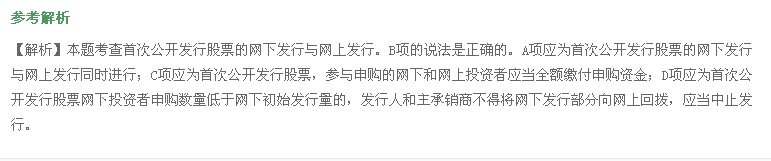 参考解析
【解析】本题考查首次公开发行股票的网下发行与网上发行。B项的说法是正确的。A项应为首次公开发行股票的网下发行
与网上发行同时进行；C项应为首次公开发行股票，参与申购的网下和网上投资者应当全额缴付申购资金；D项应为首次公
开发行股票网下投资者申购数量低于网下初始发行量的，发行人和主承销商不得将网下发行部分向网上回拨，应当中止发
行。